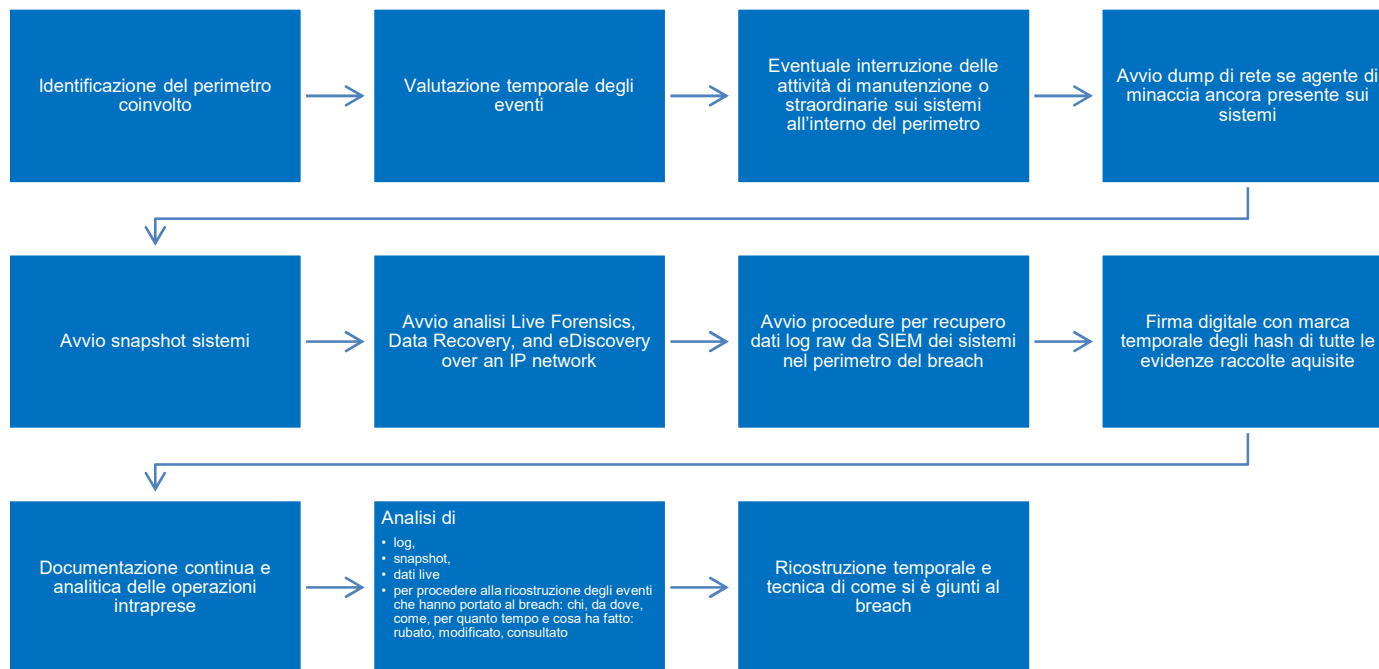 Identificazione del perimetro
coinvolto
Valutazione temporale degli
eventi
Eventuale interruzione delle
attività di manutenzione o
straordinarie sui sistemi
all'interno del perimetro
Avvio dump di rete se agente di
minaccia ancora presente sui
sistemi
Avvio snapshot sistemi
Avvio analisi Live Forensics,
Data Recovery, and eDiscovery
over an IP network
Avvio procedure per recupero
dati log raw da SIEM dei sistemi
nel perimetro del breach
Firma digitale con marca
temporale degli hash di tutte le
evidenze raccolte aquisite
Documentazione continua e
analitica delle operazioni
intraprese
Analisi di
• log,
• snapshot,
• dati live
• per procedere alla ricostruzione degli eventi
che hanno portato al breach: chi, da dove,
come, per quanto tempo e cosa ha fatto:
rubato, modificato, consultato
Ricostruzione temporale e
tecnica di come si è giunti al
breach